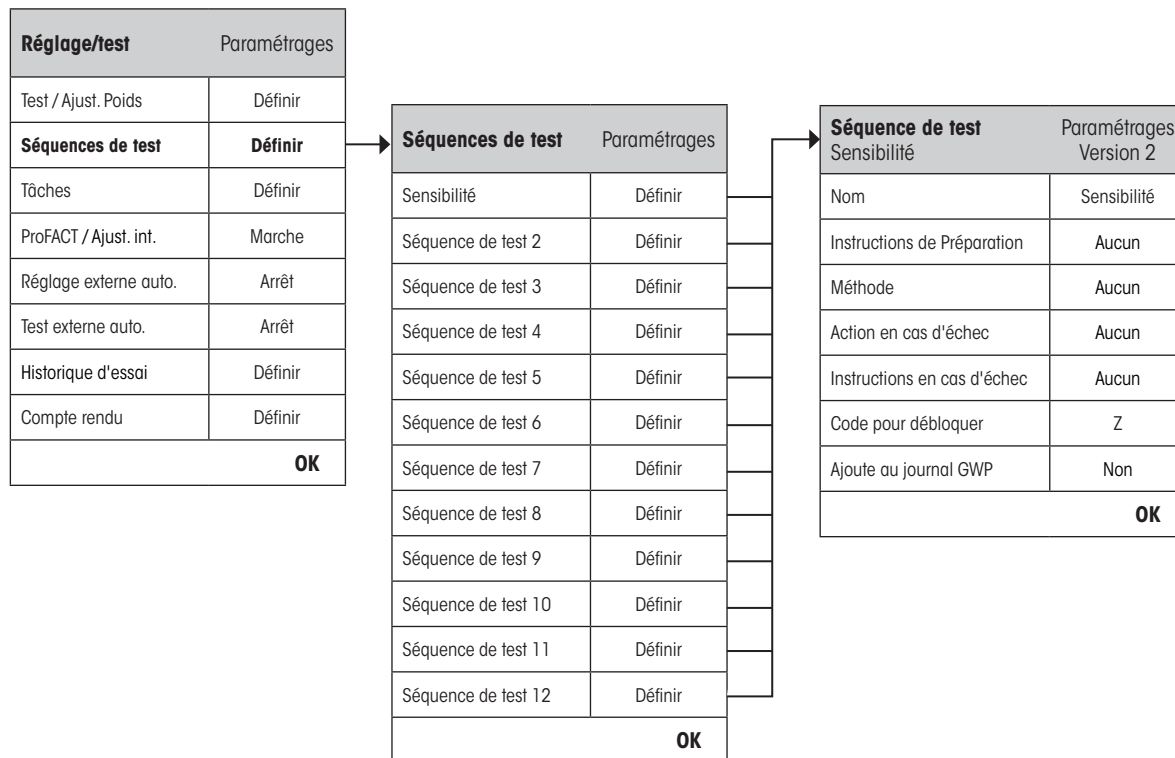 Réglage/test Paramétrages
Test / Ajust. Poids Définir
Séquences de test Définir
Tâches Définir
ProFACT / Ajust. int. Marche
Réglage externe auto. Arrêt
Test externe auto. Arrêt
Historique d'essai Définir
Compte rendu Définir
OK
Séquences de test Paramétrages
Sensibilité Définir
Séquence de test 2 Définir
Séquence de test 3 Définir
Séquence de test 4 Définir
Séquence de test 5 Définir
Séquence de test 6 Définir
Séquence de test 7 Définir
Séquence de test 8 Définir
Séquence de test 9 Définir
Séquence de test 10 Définir
Séquence de test 11 Définir
Séquence de test 12 Définir
OK
Séquence de test Paramétrages
Sensibilité Version 2
Nom Sensibilité
Instructions de Préparation Aucun
Méthode Aucun
Action en cas d'échec Aucun
Instructions en cas d'échec Aucun
Code pour débloquer Z
Ajoute au journal GWP Non
OK